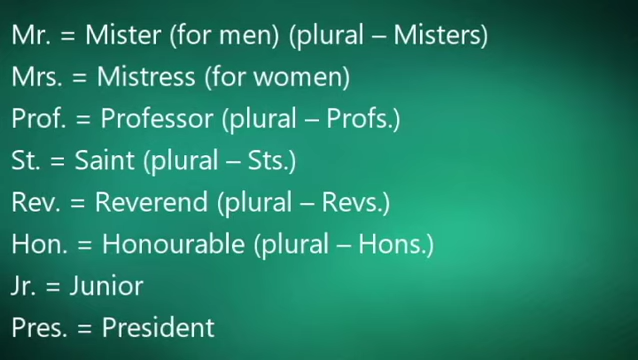 Mr. = Mister (for men) (plural – Misters)
Mrs. = Mistress (for women)
Prof. = Professor (plural – Profs.)
St. = Saint (plural – Sts.)
Rev. = Reverend (plural – Revs.)
Hon. = Honourable (plural – Hons.)
Jr. = Junior
Pres. = President